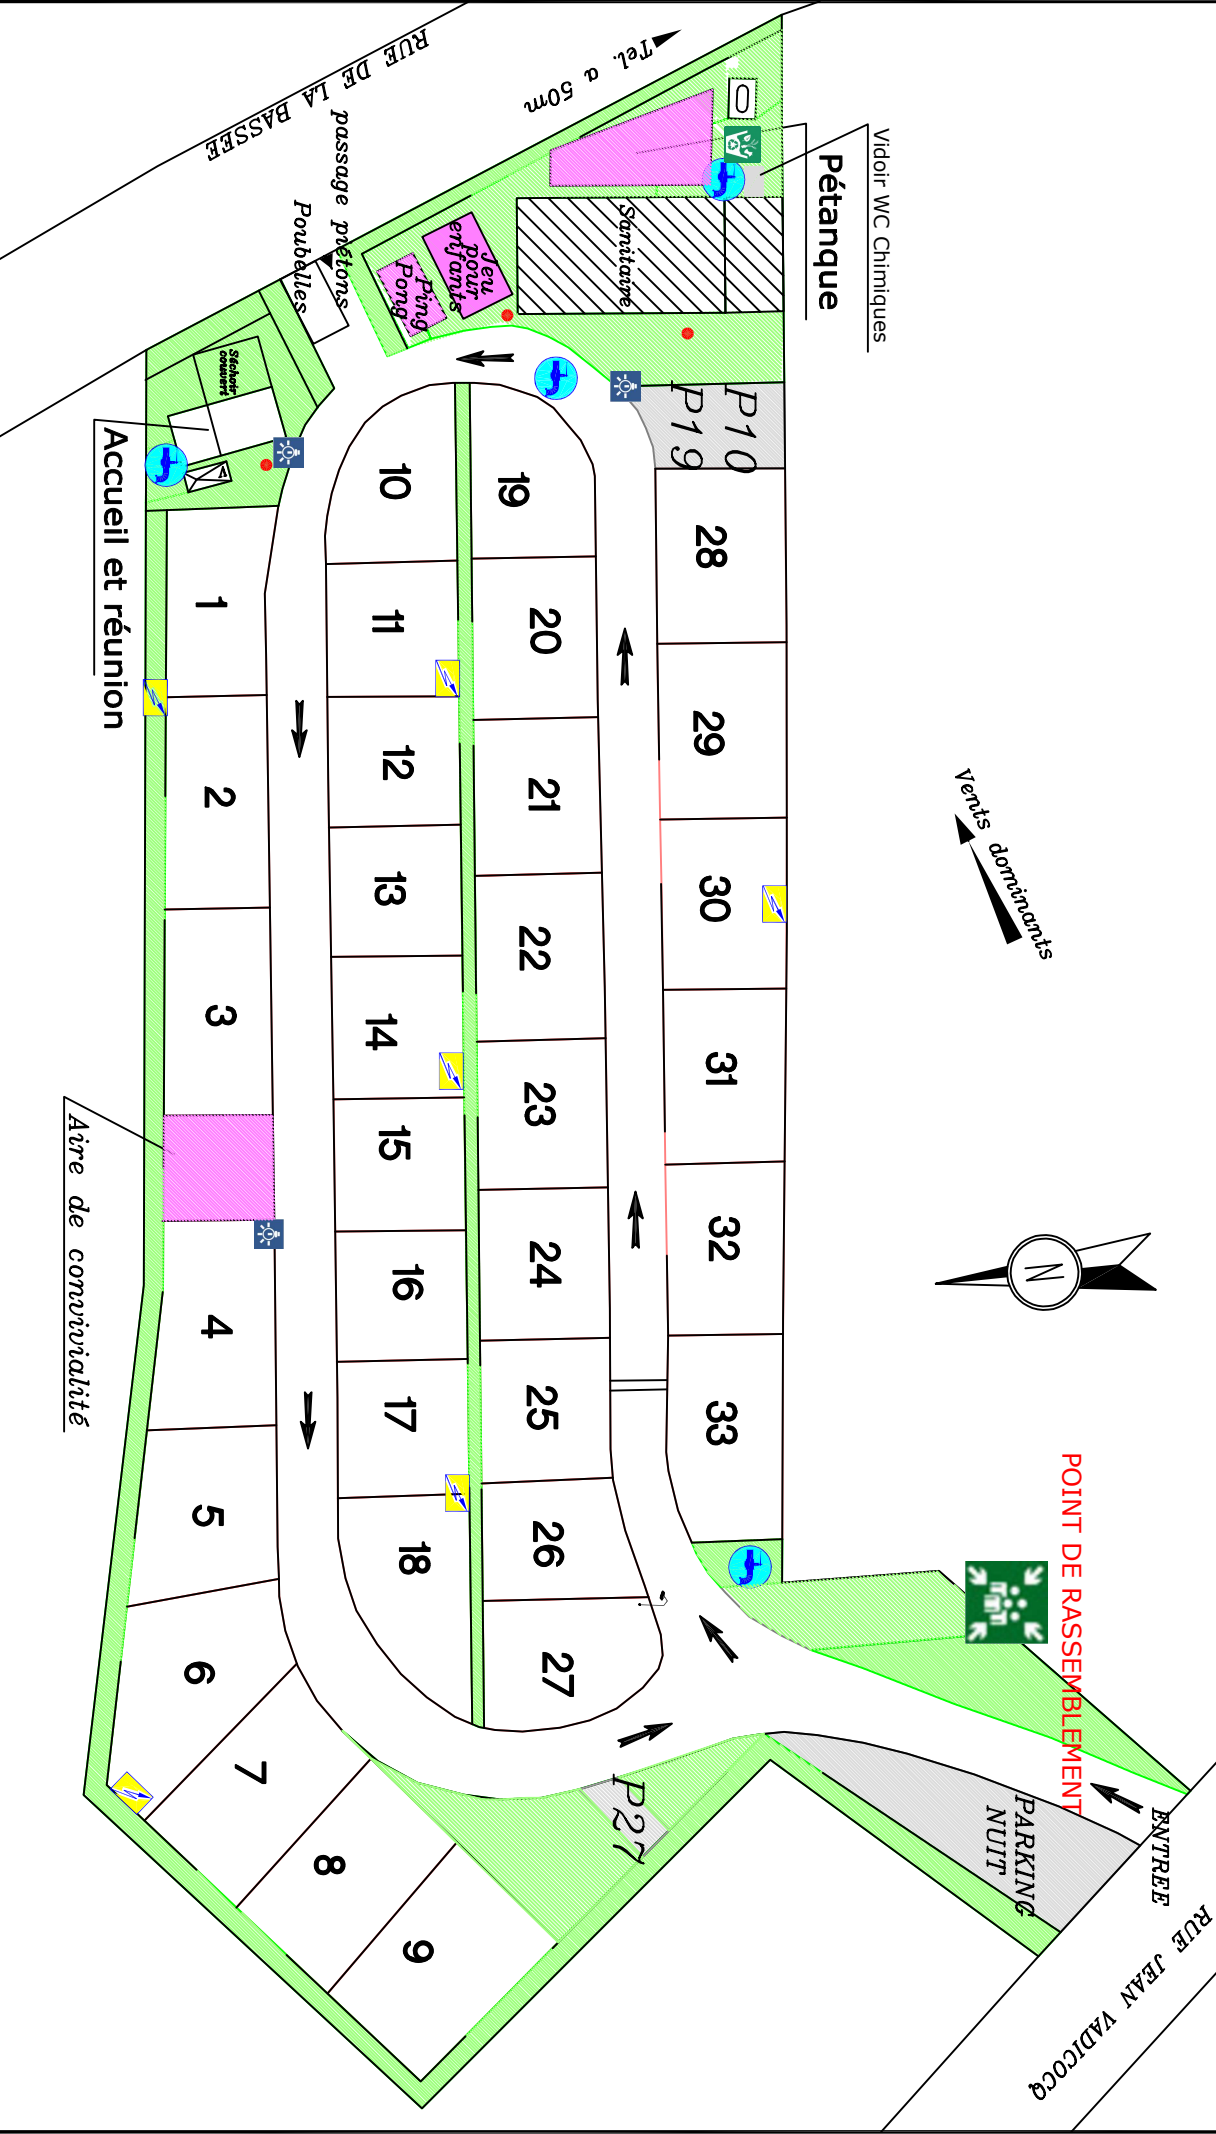 RUE DE LA BASSEE
Tel. a 50m
passage piétons
Poubelles
Vidoir WC Chimiques
Pétanque
Sanitaire
Jeu
pour
enfants
Ping
Pong
Séchoir
couvert
Accueil et réunion
P10
P19
10
19
28
1
11
20
29
2
12
21
30
13
22
3
14
23
31
15
24
32
4
16
25
33
17
5
18
26
6
27
7
8
9
Vents dominants
Aire de convivialité
N
POINT DE RASSEMBLEMENT
P27
PARKING
NUIT
ENTREE
RUE JEAN VADICOCQ